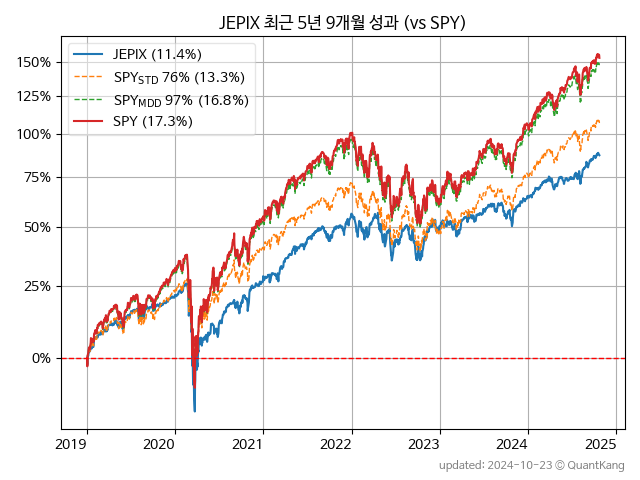 JEPIX 최근 5년 9개월 성과 (vs SPY)
JEPIX (11.4%)
SPY_STD 76% (13.3%)
SPY_MDD 97% (16.8%)
SPY (17.3%)
150%
125%
100%
75%
50%
25%
0%
2019 2020 2021 2022 2023 2024 2025
updated: 2024-10-23 ⓒ QuantKang